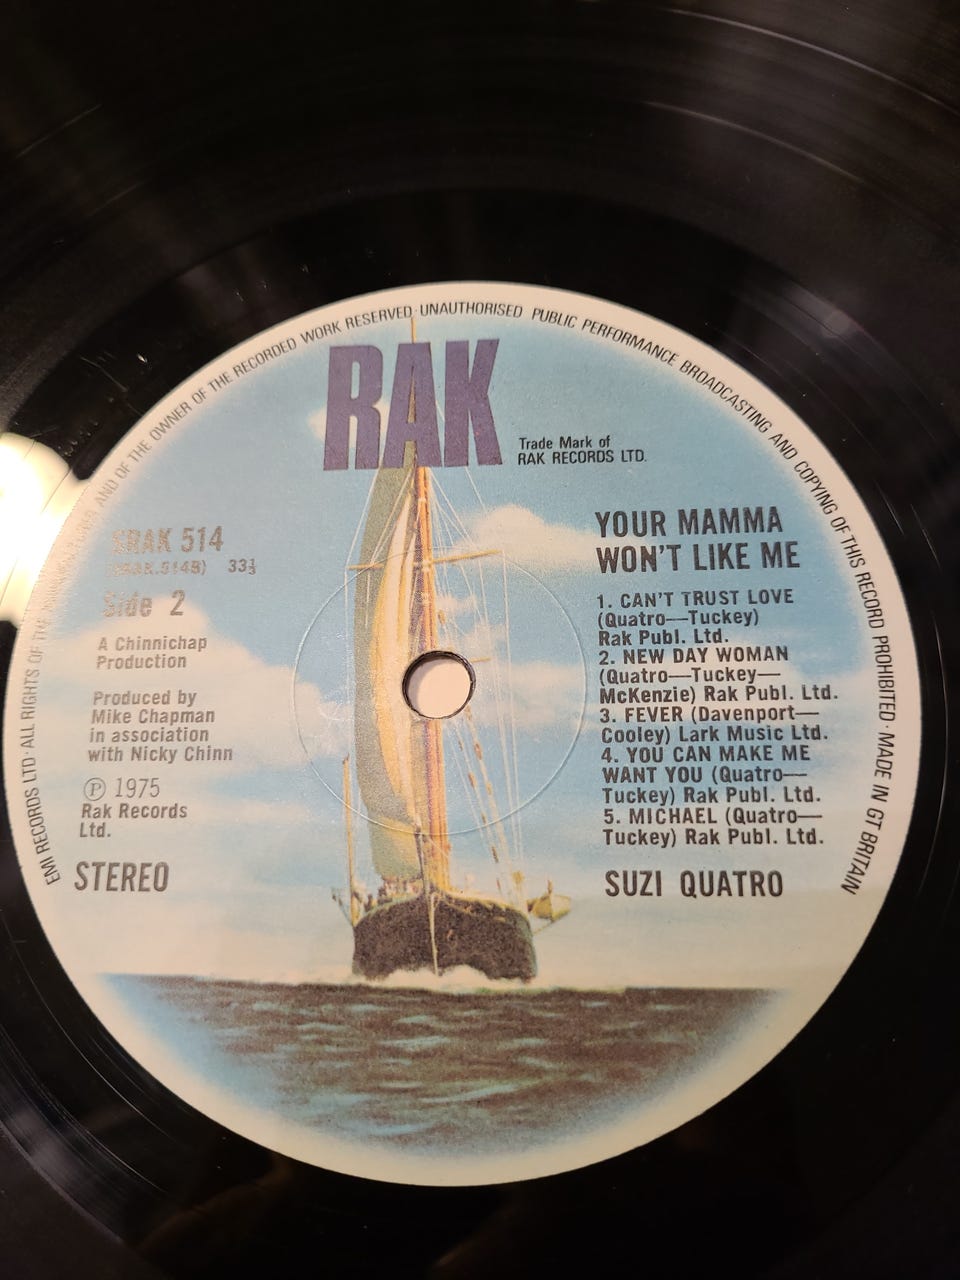 EMI RECORDS LTD · ALL RIGHTS OF THE AND OF THE OWNER OF THE RECORDED WORK RESERVED · UNAUTHORISED PUBLIC PERFORMANCE BROADCASTING AND COPYING OF THIS RECORD PROHIBITED · MADE IN GT BRITAIN
RAK
Trade Mark of
RAK RECORDS LTD.
SRAK 514
33⅓
Side 2
A Chinnichap
Production
Produced by
Mike Chapman
in association
with Nicky Chinn
Ⓟ 1975
Rak Records
Ltd.
STEREO
YOUR MAMMA
WON'T LIKE ME
1. CAN'T TRUST LOVE
(Quatro—Tuckey)
Rak Publ. Ltd.
2. NEW DAY WOMAN
(Quatro—Tuckey—
McKenzie) Rak Publ. Ltd.
3. FEVER (Davenport—
Cooley) Lark Music Ltd.
4. YOU CAN MAKE ME
WANT YOU (Quatro—
Tuckey) Rak Publ. Ltd.
5. MICHAEL (Quatro—
Tuckey) Rak Publ. Ltd.
SUZI QUATRO